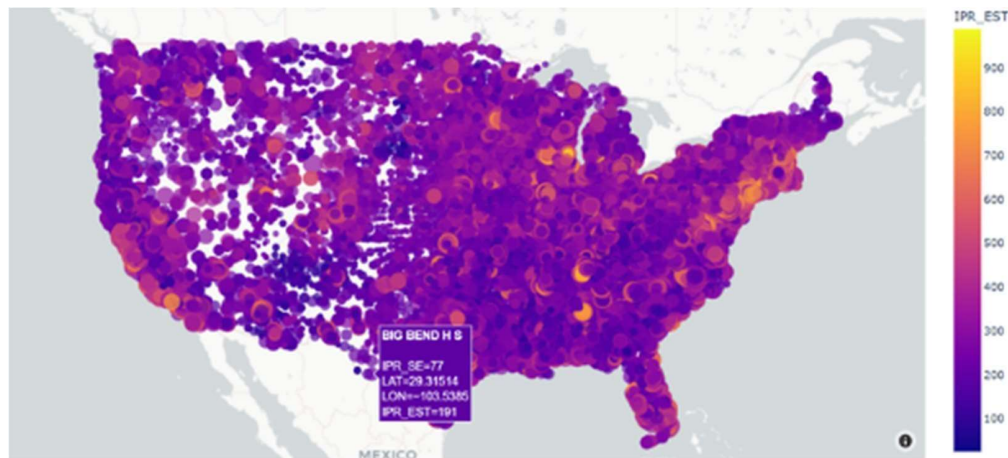 IPR_EST
900
800
700
600
500
400
300
200
100
BIG BEND H S
IPR_SE=77
LAT=29.31514
LON=−103.5385
IPR_EST=191
MEXICO